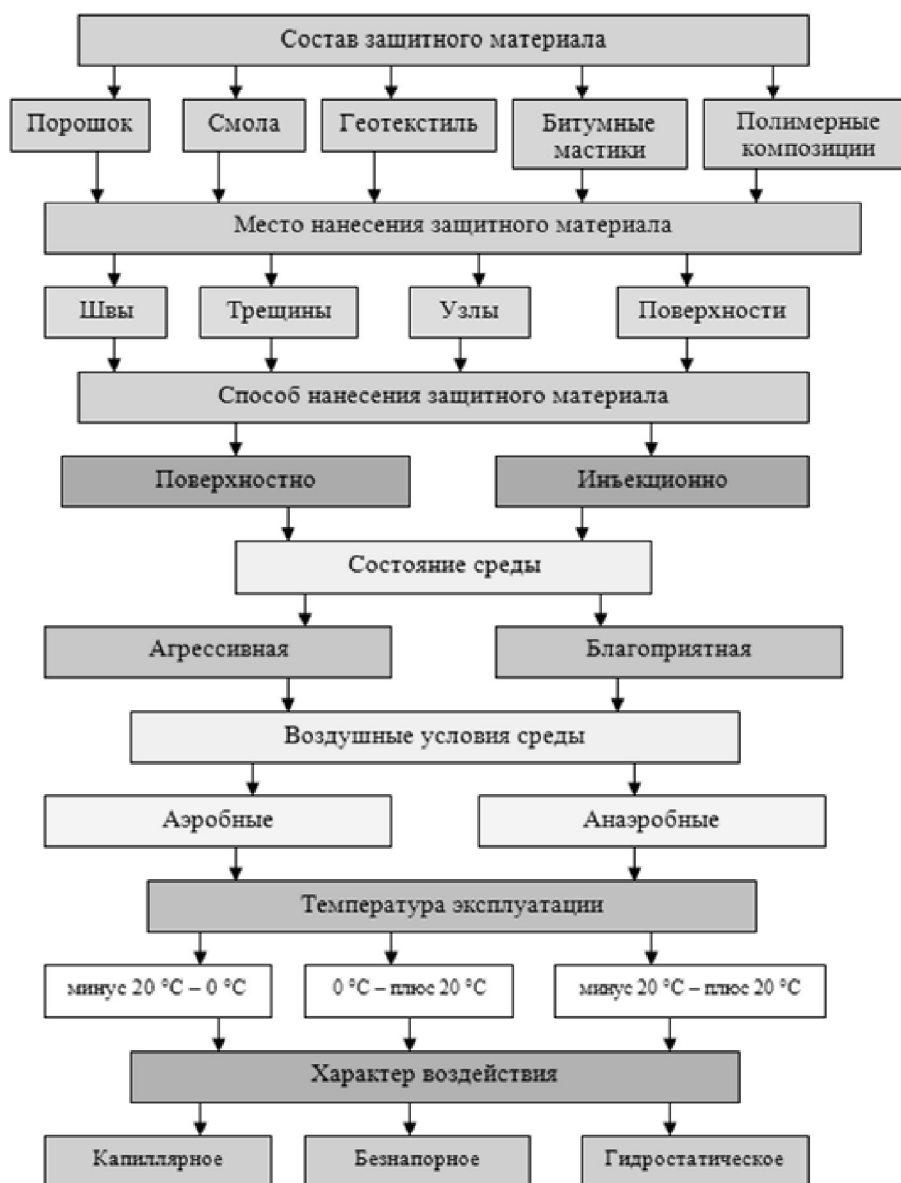 Состав защитного материала
Порошок
Смола
Геотекстиль
Битумные
мастики
Полимерные
композиции
Место нанесения защитного материала
Швы
Трещины
Узлы
Поверхности
Способ нанесения защитного материала
Поверхностно
Инъекционно
Состояние среды
Агрессивная
Благоприятная
Воздушные условия среды
Аэробные
Анаэробные
Температура эксплуатации
минус 20 °С – 0 °С
0 °С – плюс 20 °С
минус 20 °С – плюс 20 °С
Характер воздействия
Капиллярное
Безнапорное
Гидростатическое